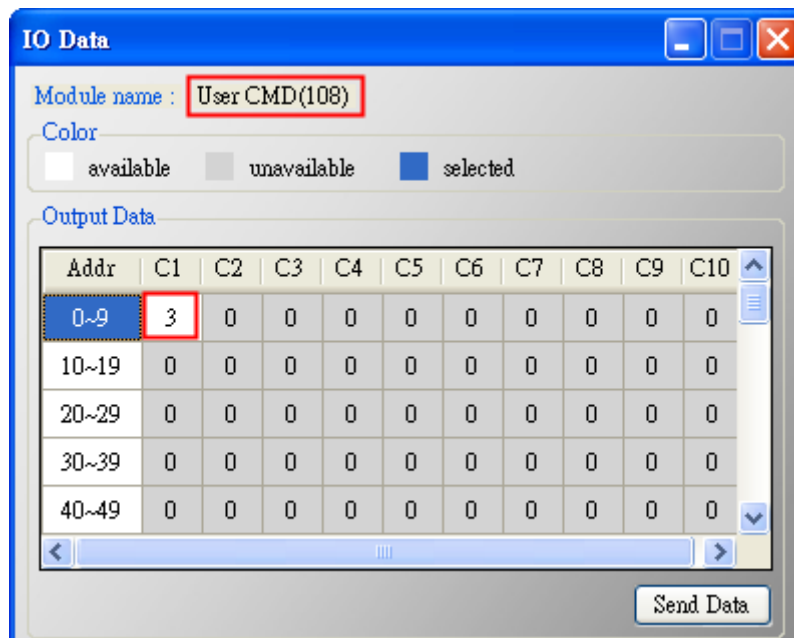 IO Data
Module name : User CMD(108)
Color
available unavailable selected
Output Data
Addr C1 C2 C3 C4 C5 C6 C7 C8 C9 C10
0~9 3 0 0 0 0 0 0 0 0 0
10~19 0 0 0 0 0 0 0 0 0 0
20~29 0 0 0 0 0 0 0 0 0 0
30~39 0 0 0 0 0 0 0 0 0 0
40~49 0 0 0 0 0 0 0 0 0 0
Send Data